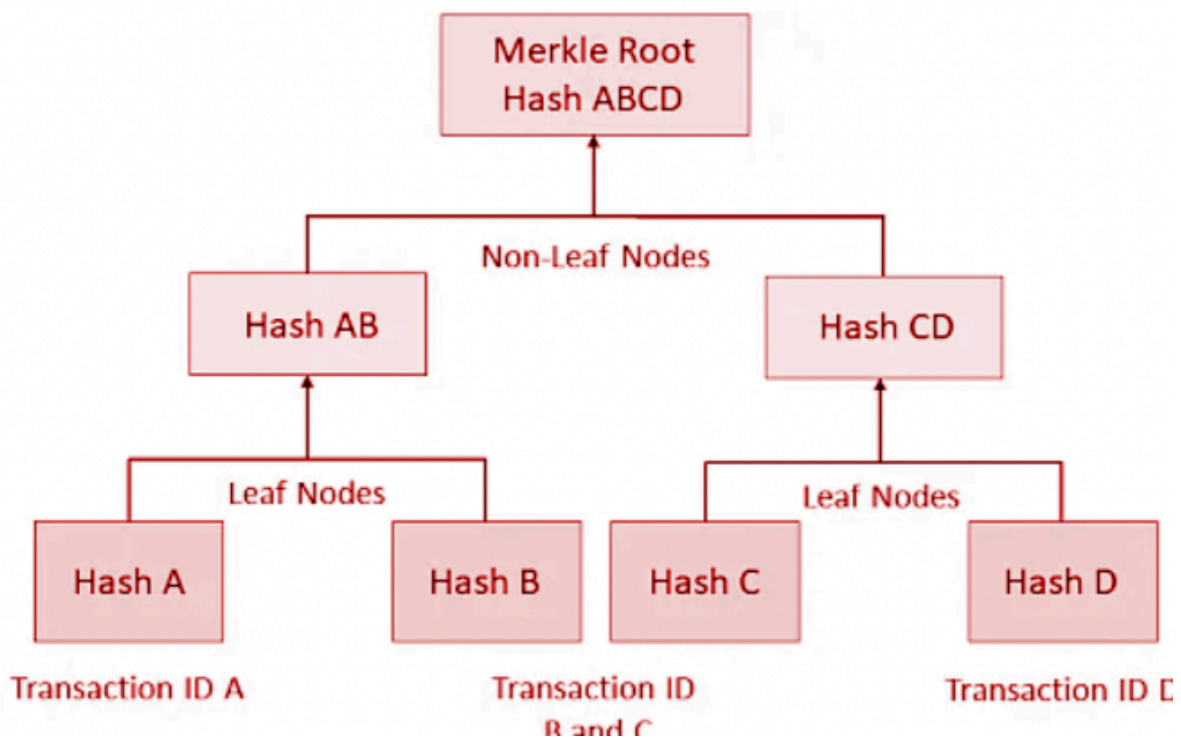 Merkle Root
Hash ABCD
Non-Leaf Nodes
Hash AB
Hash CD
Leaf Nodes
Leaf Nodes
Hash A
Hash B
Hash C
Hash D
Transaction ID A
Transaction ID
B and C
Transaction ID D